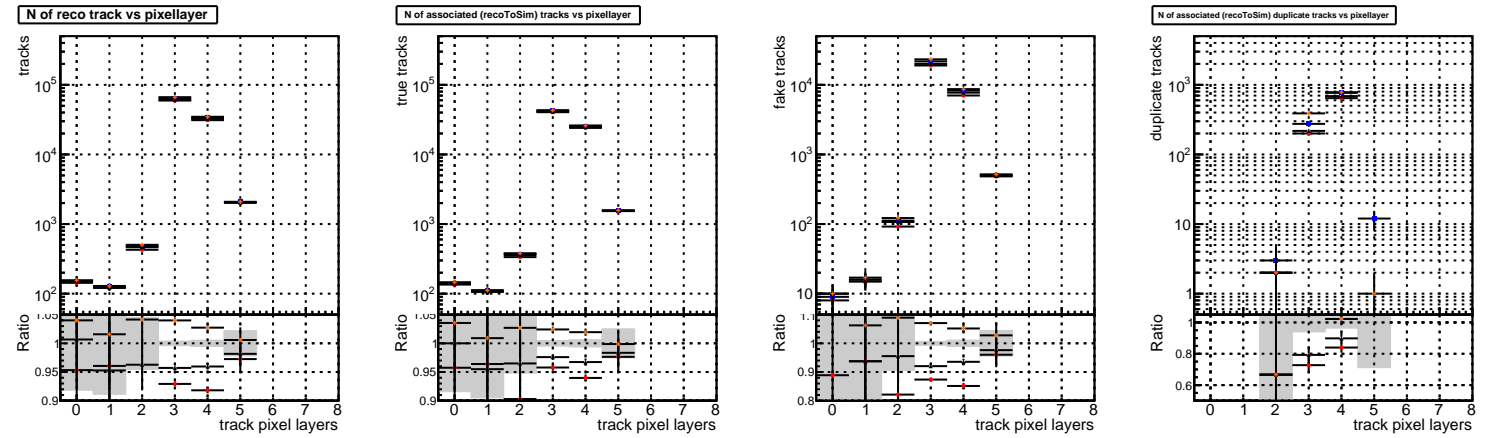 N of reco track vs pixellayer
tracks
10^5
10^4
10^3
10^2
Ratio
1.05
1
0.95
0.9
0 1 2 3 4 5 6 7 8
track pixel layers
N of associated (recoToSim) tracks vs pixellayer
true tracks
10^5
10^4
10^3
10^2
Ratio
1.05
1
0.95
0.9
0 1 2 3 4 5 6 7 8
track pixel layers
fake tracks
10^4
10^3
10^2
10
Ratio
1.1
1.05
1
0.95
0.9
0.85
0.8
0 1 2 3 4 5 6 7 8
track pixel layers
N of associated (recoToSim) duplicate tracks vs pixellayer
duplicate tracks
10^3
10^2
10
1
Ratio
1
0.8
0.6
0 1 2 3 4 5 6 7 8
track pixel layers